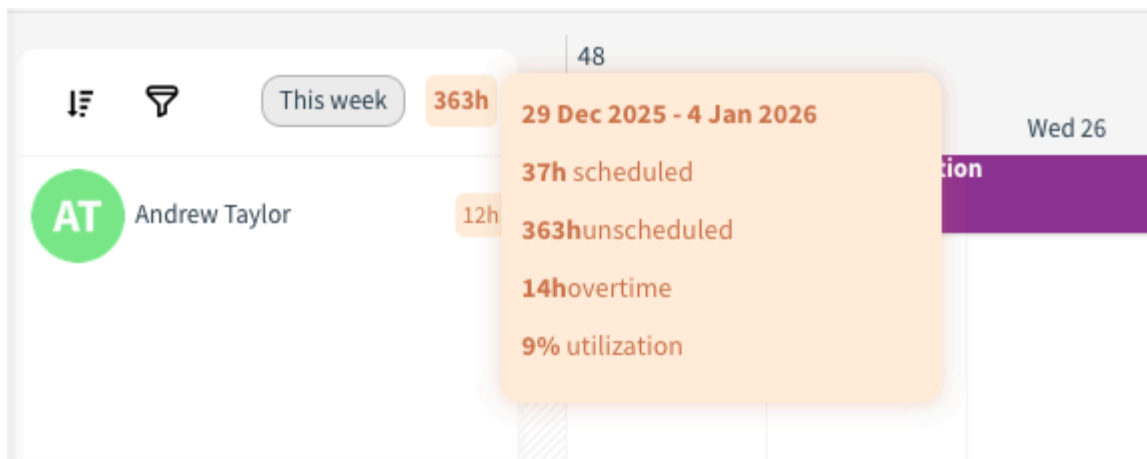 48
This week 363h
29 Dec 2025 - 4 Jan 2026
Wed 26
37h scheduled
tion
AT Andrew Taylor 12h
363hunscheduled
14hovertime
9% utilization